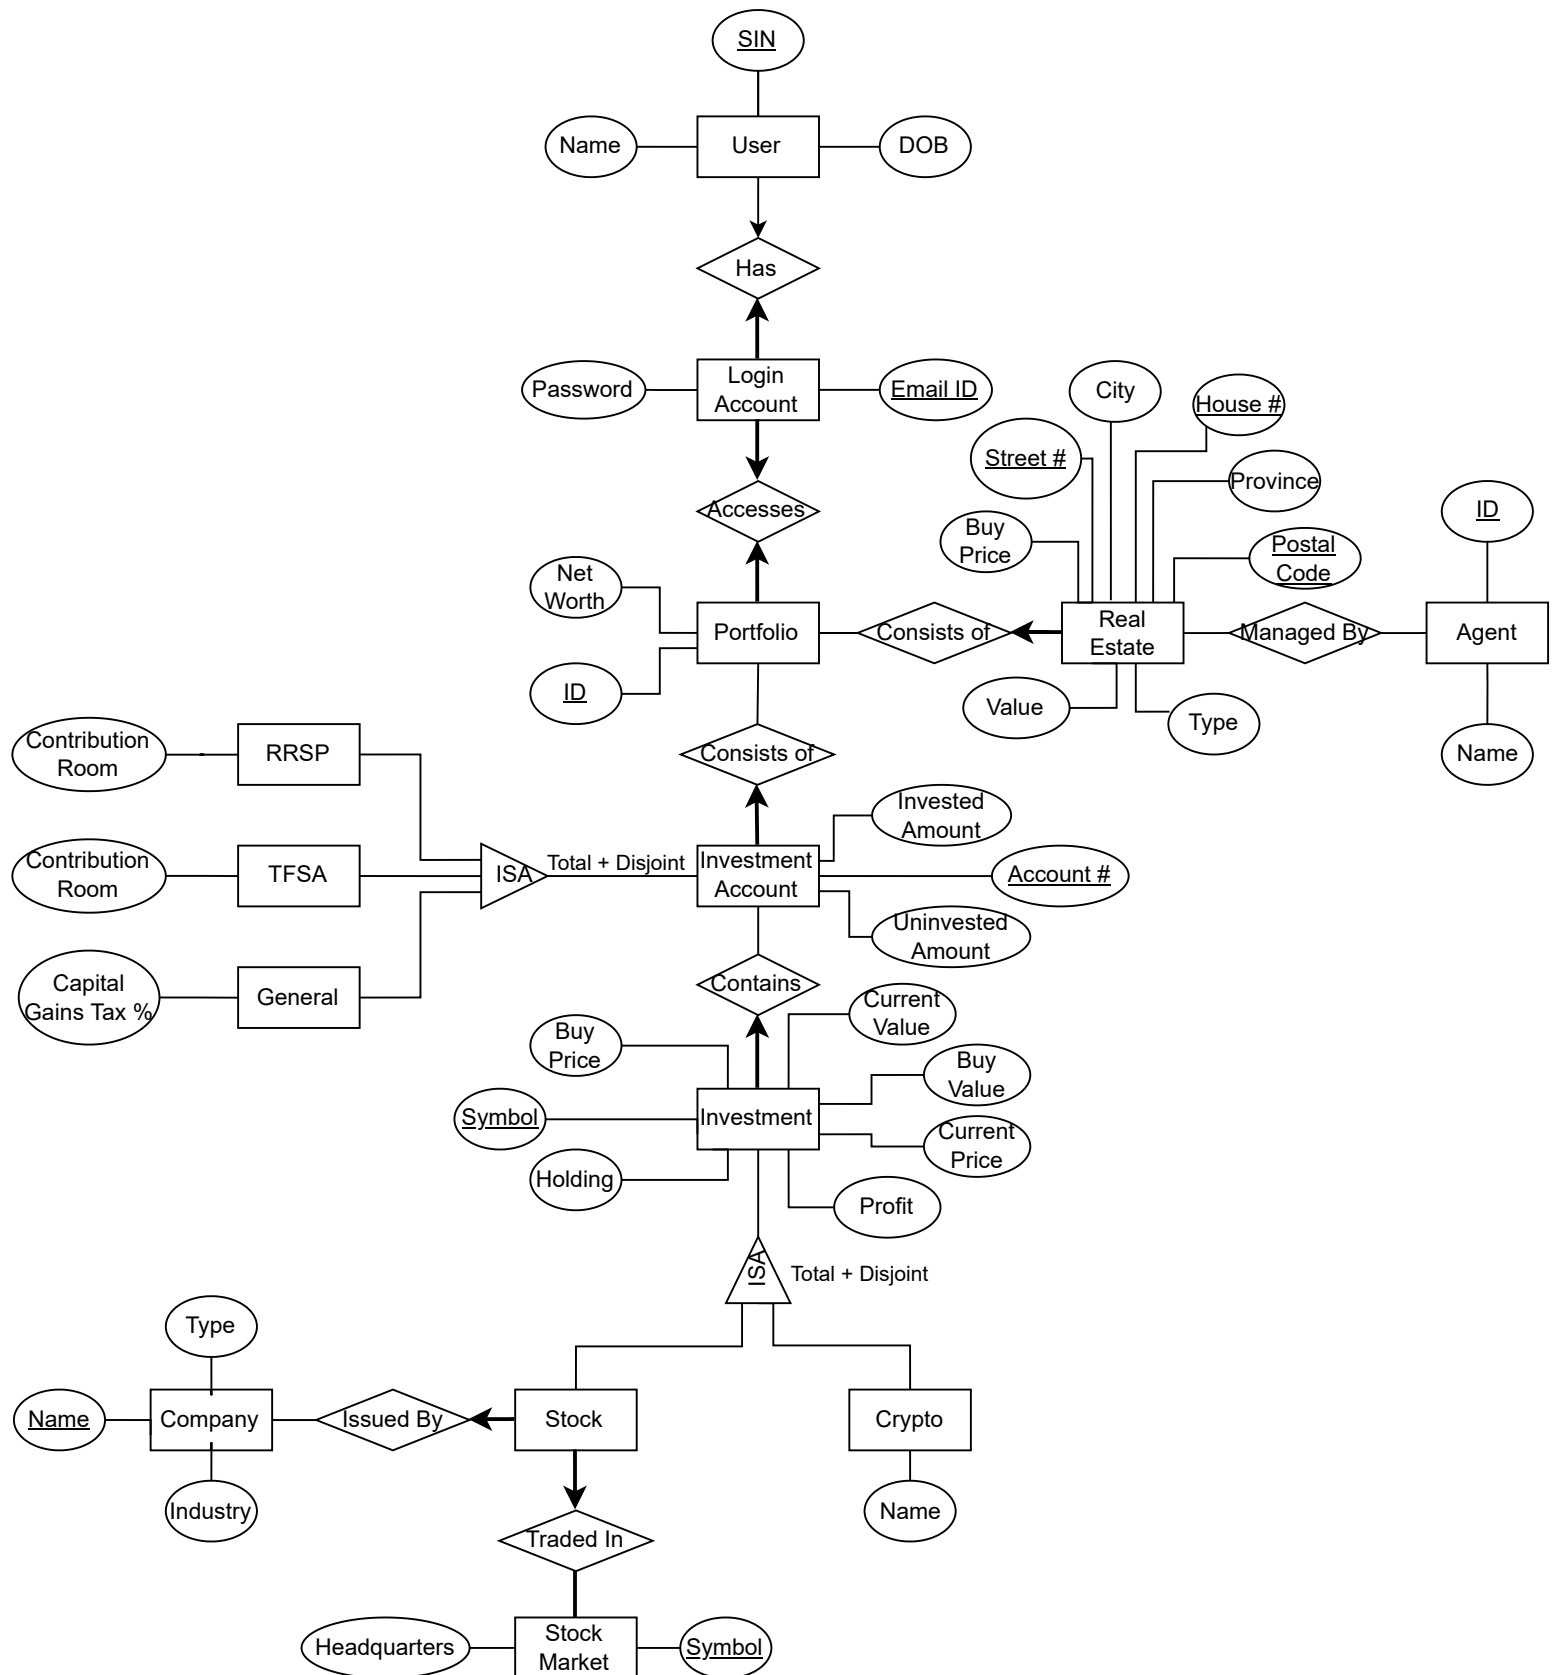 SIN
Name
User
DOB
Has
Password
Login
Account
Email ID
City
House #
Street #
Province
Accesses
Buy
Price
Postal
Code
ID
Net
Worth
Portfolio
Consists of
Real
Estate
Managed By
Agent
ID
Value
Type
Name
Contribution
Room
RRSP
Consists of
Invested
Amount
Contribution
Room
TFSA
ISA
Total + Disjoint
Investment
Account
Account #
Uninvested
Amount
Capital
Gains Tax %
General
Contains
Current
Value
Buy
Price
Buy
Value
Symbol
Investment
Current
Price
Holding
Profit
ISA
Total + Disjoint
Type
Name
Company
Issued By
Stock
Crypto
Industry
Name
Traded In
Headquarters
Stock
Market
Symbol